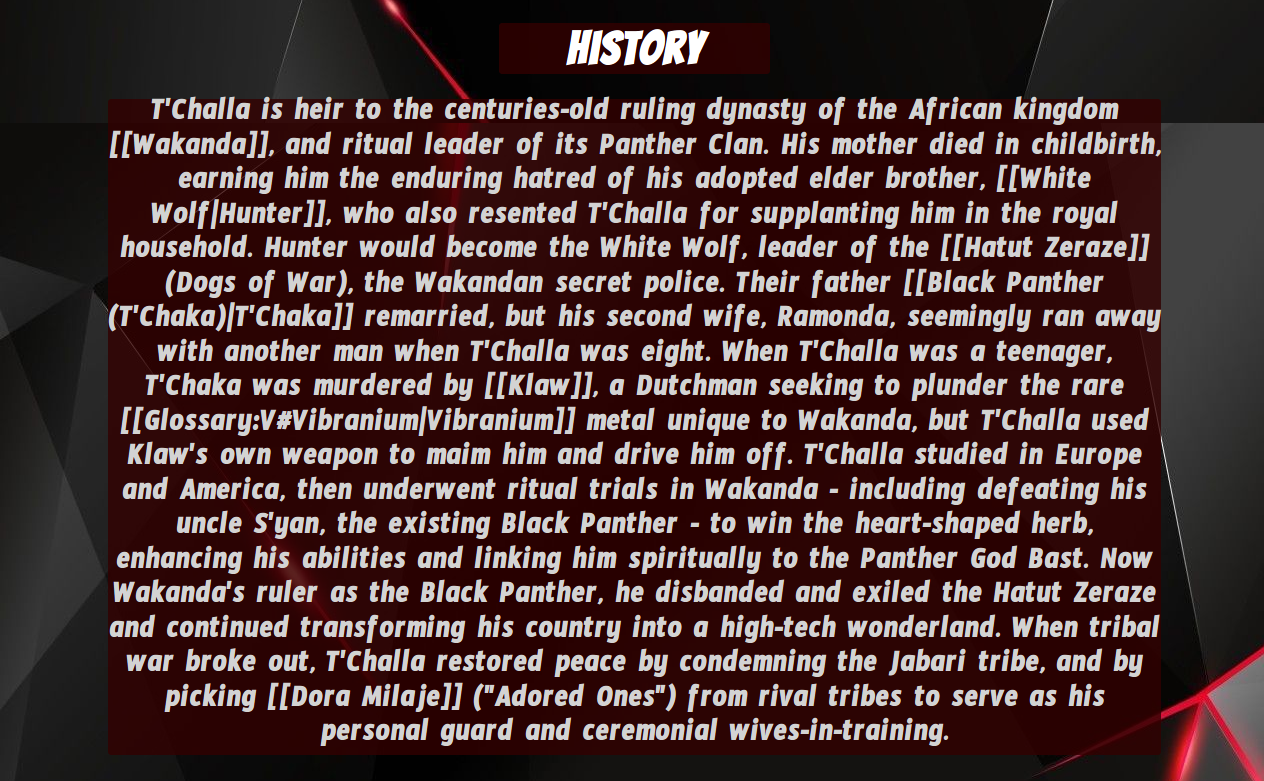 HISTORY
T'Challa is heir to the centuries-old ruling dynasty of the African kingdom
[[Wakanda]], and ritual leader of its Panther Clan. His mother died in childbirth,
earning him the enduring hatred of his adopted elder brother, [[White
Wolf|Hunter]], who also resented T'Challa for supplanting him in the royal
household. Hunter would become the White Wolf, leader of the [[Hatut Zeraze]]
(Dogs of War), the Wakandan secret police. Their father [[Black Panther
(T'Chaka)|T'Chaka]] remarried, but his second wife, Ramonda, seemingly ran away
with another man when T'Challa was eight. When T'Challa was a teenager,
T'Chaka was murdered by [[Klaw]], a Dutchman seeking to plunder the rare
[[Glossary:V#Vibranium|Vibranium]] metal unique to Wakanda, but T'Challa used
Klaw's own weapon to maim him and drive him off. T'Challa studied in Europe
and America, then underwent ritual trials in Wakanda - including defeating his
uncle S'yan, the existing Black Panther - to win the heart-shaped herb,
enhancing his abilities and linking him spiritually to the Panther God Bast. Now
Wakanda's ruler as the Black Panther, he disbanded and exiled the Hatut Zeraze
and continued transforming his country into a high-tech wonderland. When tribal
war broke out, T'Challa restored peace by condemning the Jabari tribe, and by
picking [[Dora Milaje]] ("Adored Ones") from rival tribes to serve as his
personal guard and ceremonial wives-in-training.